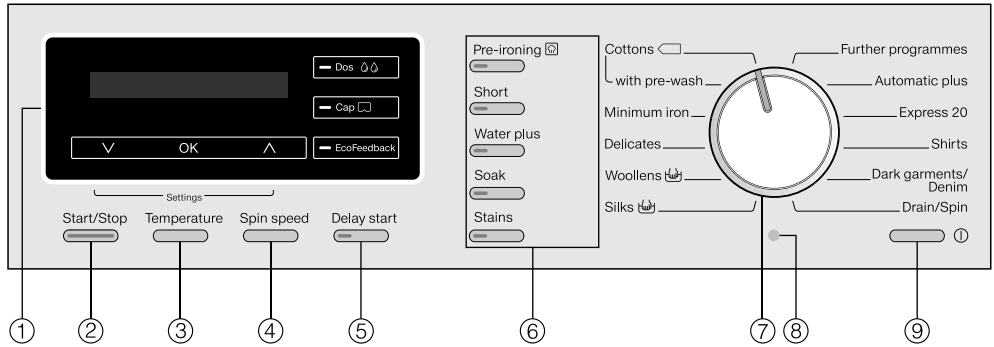 Dos
Cap
EcoFeedback
OK
Settings
Start/Stop
Temperature
Spin speed
Delay start
Pre-ironing
Short
Water plus
Soak
Stains
Cottons
with pre-wash
Minimum iron
Delicates
Woollens
Silks
Further programmes
Automatic plus
Express 20
Shirts
Dark garments/
Denim
Drain/Spin
1
2
3
4
5
6
7
8
9